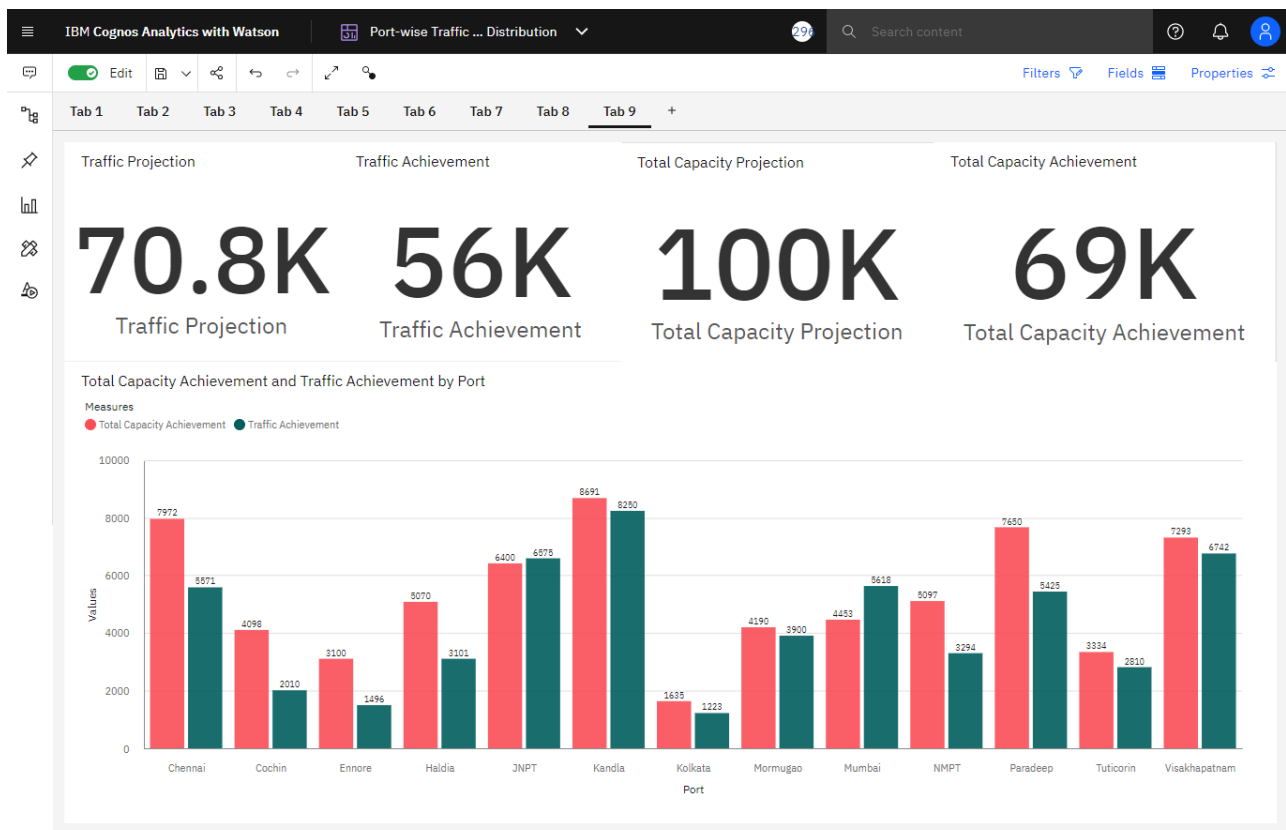 IBM Cognos Analytics with Watson Port-wise Traffic ... Distribution 296 Search content
Edit Filters Fields Properties
Tab 1 Tab 2 Tab 3 Tab 4 Tab 5 Tab 6 Tab 7 Tab 8 Tab 9 +
Traffic Projection Traffic Achievement Total Capacity Projection Total Capacity Achievement
70.8K 56K 100K 69K
Traffic Projection Traffic Achievement Total Capacity Projection Total Capacity Achievement
Total Capacity Achievement and Traffic Achievement by Port
Measures
Total Capacity Achievement Traffic Achievement
Values
10000
8000
6000
4000
2000
0
7972 5571 4098 2010 3100 1496 5070 3101 6400 6575 8691 8250 1635 1223 4190 3900 4453 5618 5097 3294 7650 5425 3334 2810 7293 6742
Chennai Cochin Ennore Haldia JNPT Kandla Kolkata Mormugao Mumbai NMPT Paradeep Tuticorin Visakhapatnam
Port